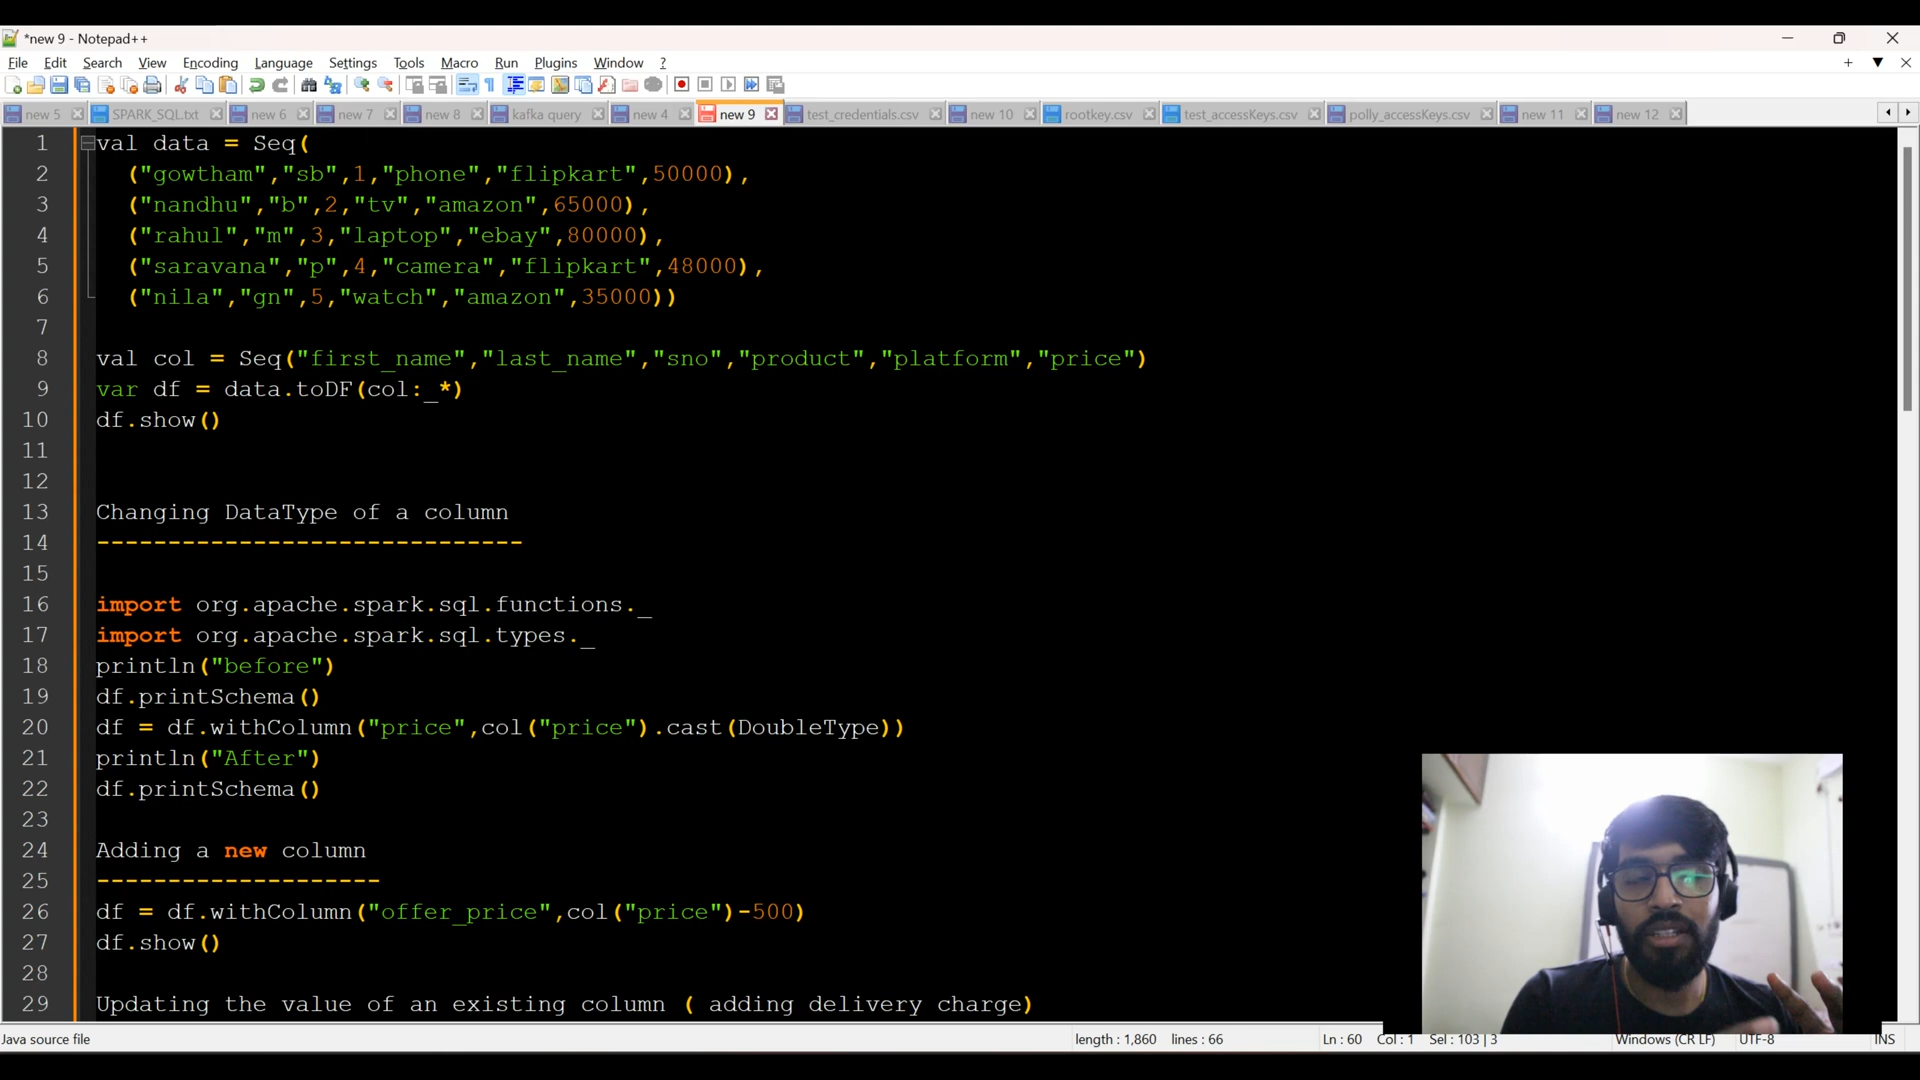 *new 9 - Notepad++
File Edit Search View Encoding Language Settings Tools Macro Run Plugins Window ?
new 5 SPARK_SQL.txt new 6 new 7 new 8 kafka query new 4 new 9 test_credentials.csv new 10 rootkey.csv test_accessKeys.csv polly_accessKeys.csv new 11 new 12
1 val data = Seq(
2 ("gowtham","sb",1,"phone","flipkart",50000),
3 ("nandhu","b",2,"tv","amazon",65000),
4 ("rahul","m",3,"laptop","ebay",80000),
5 ("saravana","p",4,"camera","flipkart",48000),
6 ("nila","gn",5,"watch","amazon",35000))
7
8 val col = Seq("first_name","last_name","sno","product","platform","price")
9 var df = data.toDF(col:_*)
10 df.show()
11
12
13 Changing DataType of a column
14 ------------------------------
15
16 import org.apache.spark.sql.functions._
17 import org.apache.spark.sql.types._
18 println("before")
19 df.printSchema()
20 df = df.withColumn("price",col("price").cast(DoubleType))
21 println("After")
22 df.printSchema()
23
24 Adding a new column
25 --------------------
26 df = df.withColumn("offer_price",col("price")-500)
27 df.show()
28
29 Updating the value of an existing column ( adding delivery charge)
Java source file length : 1,860 lines : 66 Ln : 60 Col : 1 Sel : 103 | 3 Windows (CR LF) UTF-8 INS